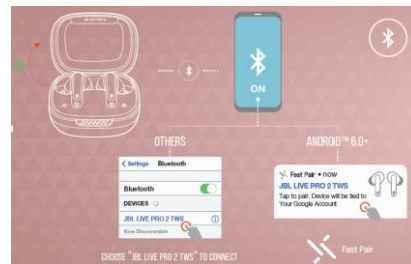 ON
OTHERS
ANDROID™ 6.0+
Settings Bluetooth
Bluetooth
DEVICES
JBL LIVE PRO 2 TWS
Now Discoverable
Fast Pair • now
JBL LIVE PRO 2 TWS
Tap to pair. Device will be tied to
Your Google Account
CHOOSE "JBL LIVE PRO 2 TWS" TO CONNECT
Fast Pair